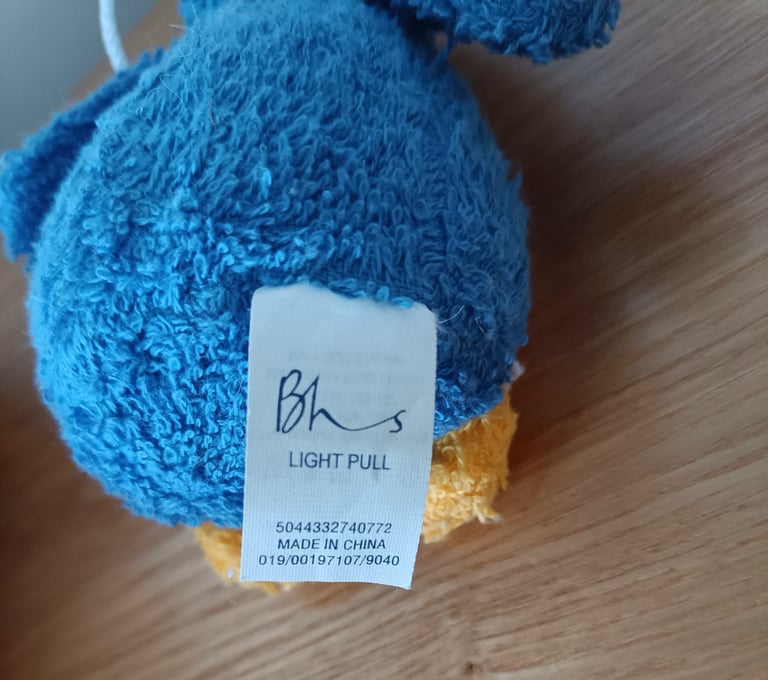 Bhs
LIGHT PULL
5044332740772
MADE IN CHINA
019/00197107/9040